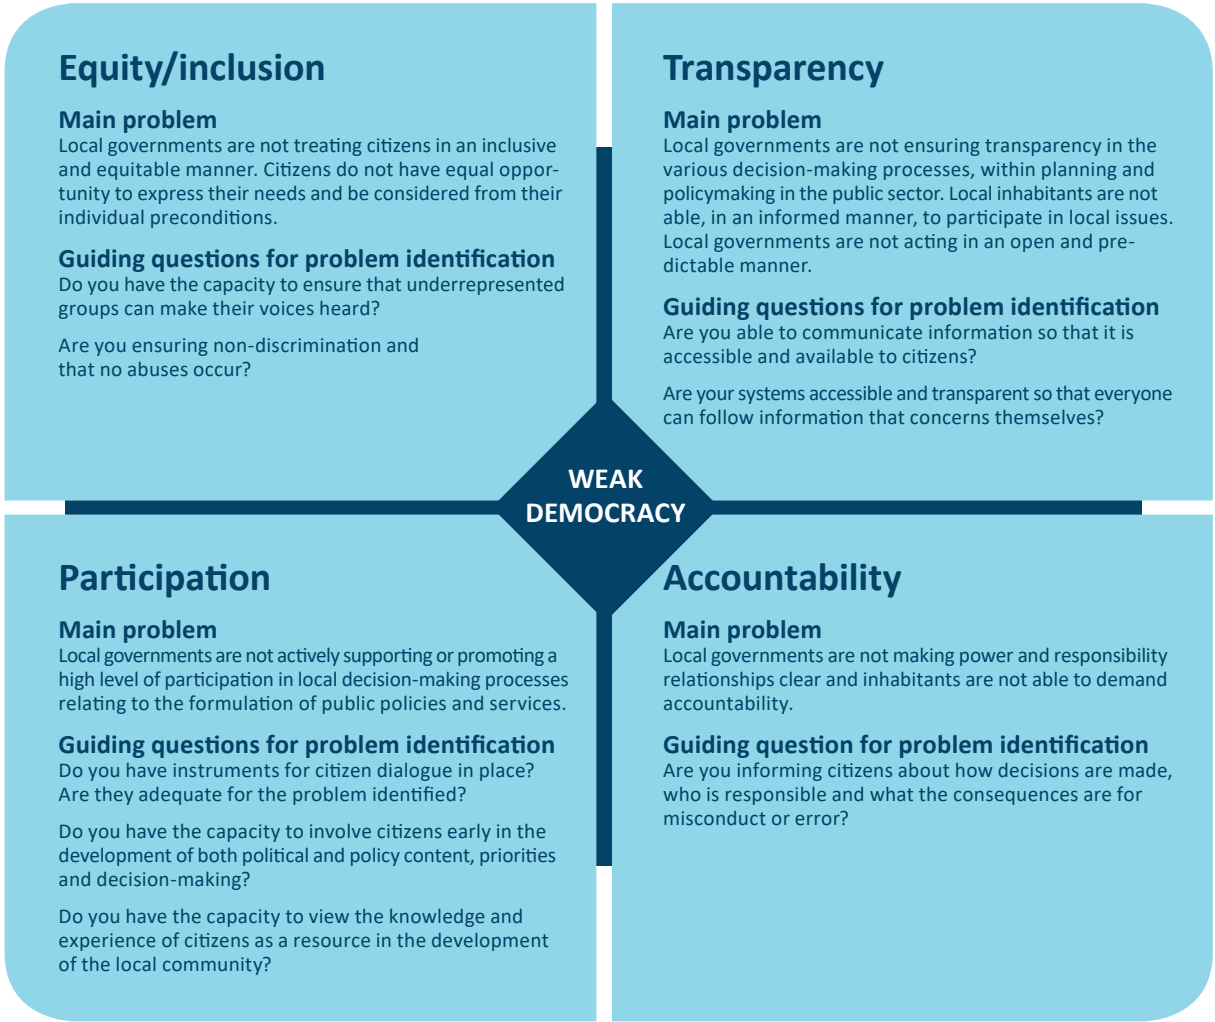 Equity/inclusion
Main problem
Local governments are not treating citizens in an inclusive
and equitable manner. Citizens do not have equal oppor-
tunity to express their needs and be considered from their
individual preconditions.
Guiding questions for problem identification
Do you have the capacity to ensure that underrepresented
groups can make their voices heard?
Are you ensuring non-discrimination and
that no abuses occur?
Transparency
Main problem
Local governments are not ensuring transparency in the
various decision-making processes, within planning and
policymaking in the public sector. Local inhabitants are not
able, in an informed manner, to participate in local issues.
Local governments are not acting in an open and pre-
dictable manner.
Guiding questions for problem identification
Are you able to communicate information so that it is
accessible and available to citizens?
Are your systems accessible and transparent so that everyone
can follow information that concerns themselves?
WEAK
DEMOCRACY
Participation
Main problem
Local governments are not actively supporting or promoting a
high level of participation in local decision-making processes
relating to the formulation of public policies and services.
Guiding questions for problem identification
Do you have instruments for citizen dialogue in place?
Are they adequate for the problem identified?
Do you have the capacity to involve citizens early in the
development of both political and policy content, priorities
and decision-making?
Do you have the capacity to view the knowledge and
experience of citizens as a resource in the development
of the local community?
Accountability
Main problem
Local governments are not making power and responsibility
relationships clear and inhabitants are not able to demand
accountability.
Guiding question for problem identification
Are you informing citizens about how decisions are made,
who is responsible and what the consequences are for
misconduct or error?